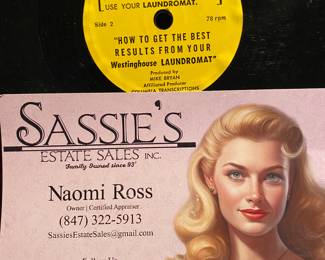 USE YOUR LAUNDROMAT.
Side 2
78 rpm
"HOW TO GET THE BEST
RESULTS FROM YOUR
Westinghouse LAUNDROMAT"
Produced by
MIKE BRYAN
Affiliated Producer
COLUMBIA TRANSCRIPTIONS
SASSIE'S
ESTATE SALES INC.
Family Owned since 93'
Naomi Ross
Owner | Certified Appraiser
(847) 322-5913
SassiesEstateSales@gmail.com